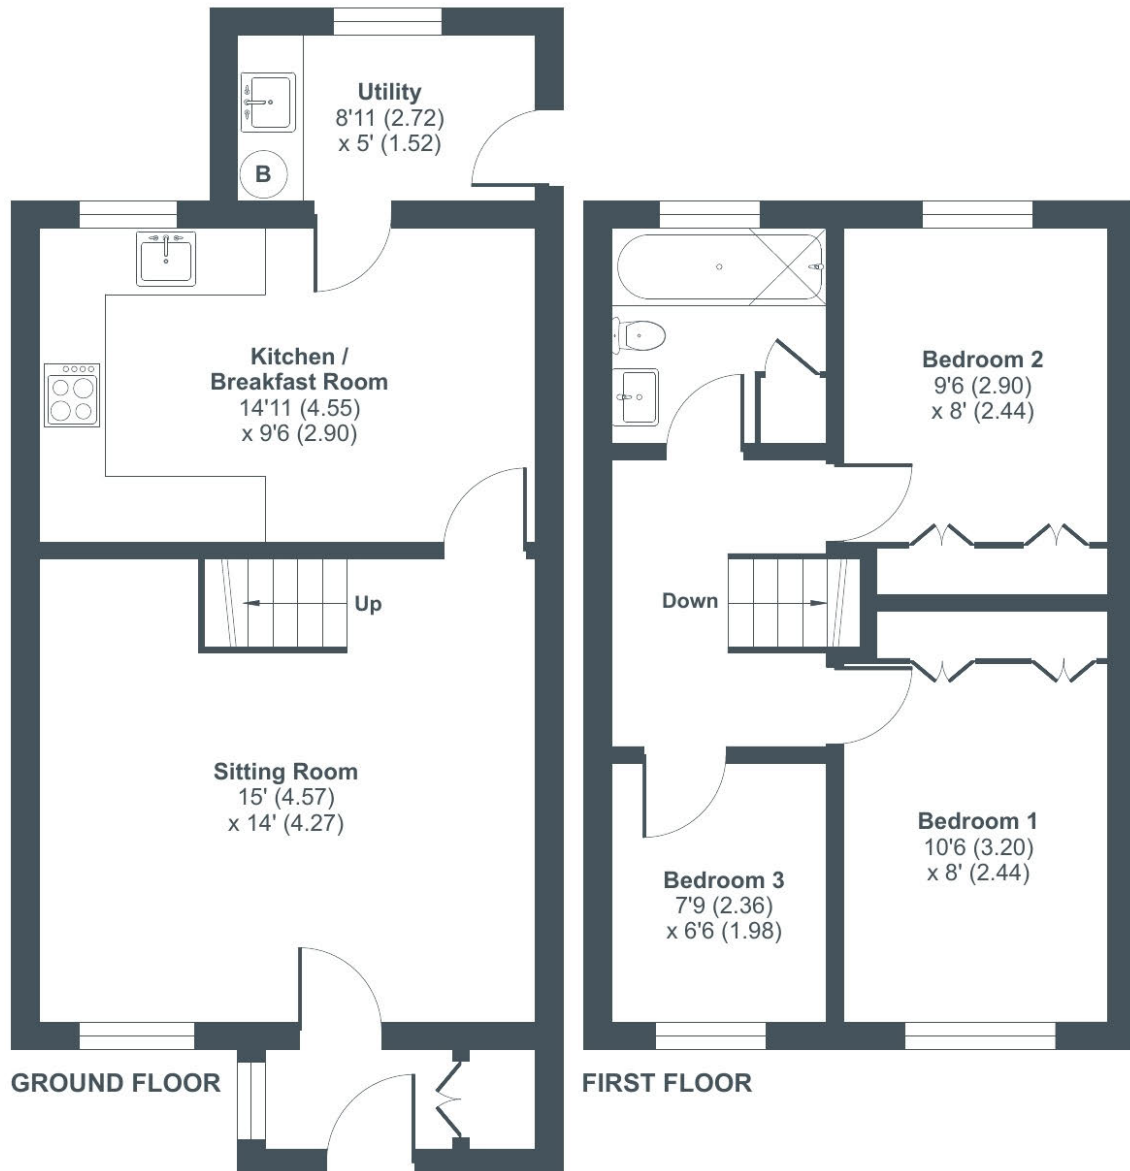 Utility
8'11 (2.72)
x 5' (1.52)
B
Kitchen /
Breakfast Room
14'11 (4.55)
x 9'6 (2.90)
Up
Sitting Room
15' (4.57)
x 14' (4.27)
GROUND FLOOR
Bedroom 2
9'6 (2.90)
x 8' (2.44)
Down
Bedroom 1
10'6 (3.20)
x 8' (2.44)
Bedroom 3
7'9 (2.36)
x 6'6 (1.98)
FIRST FLOOR